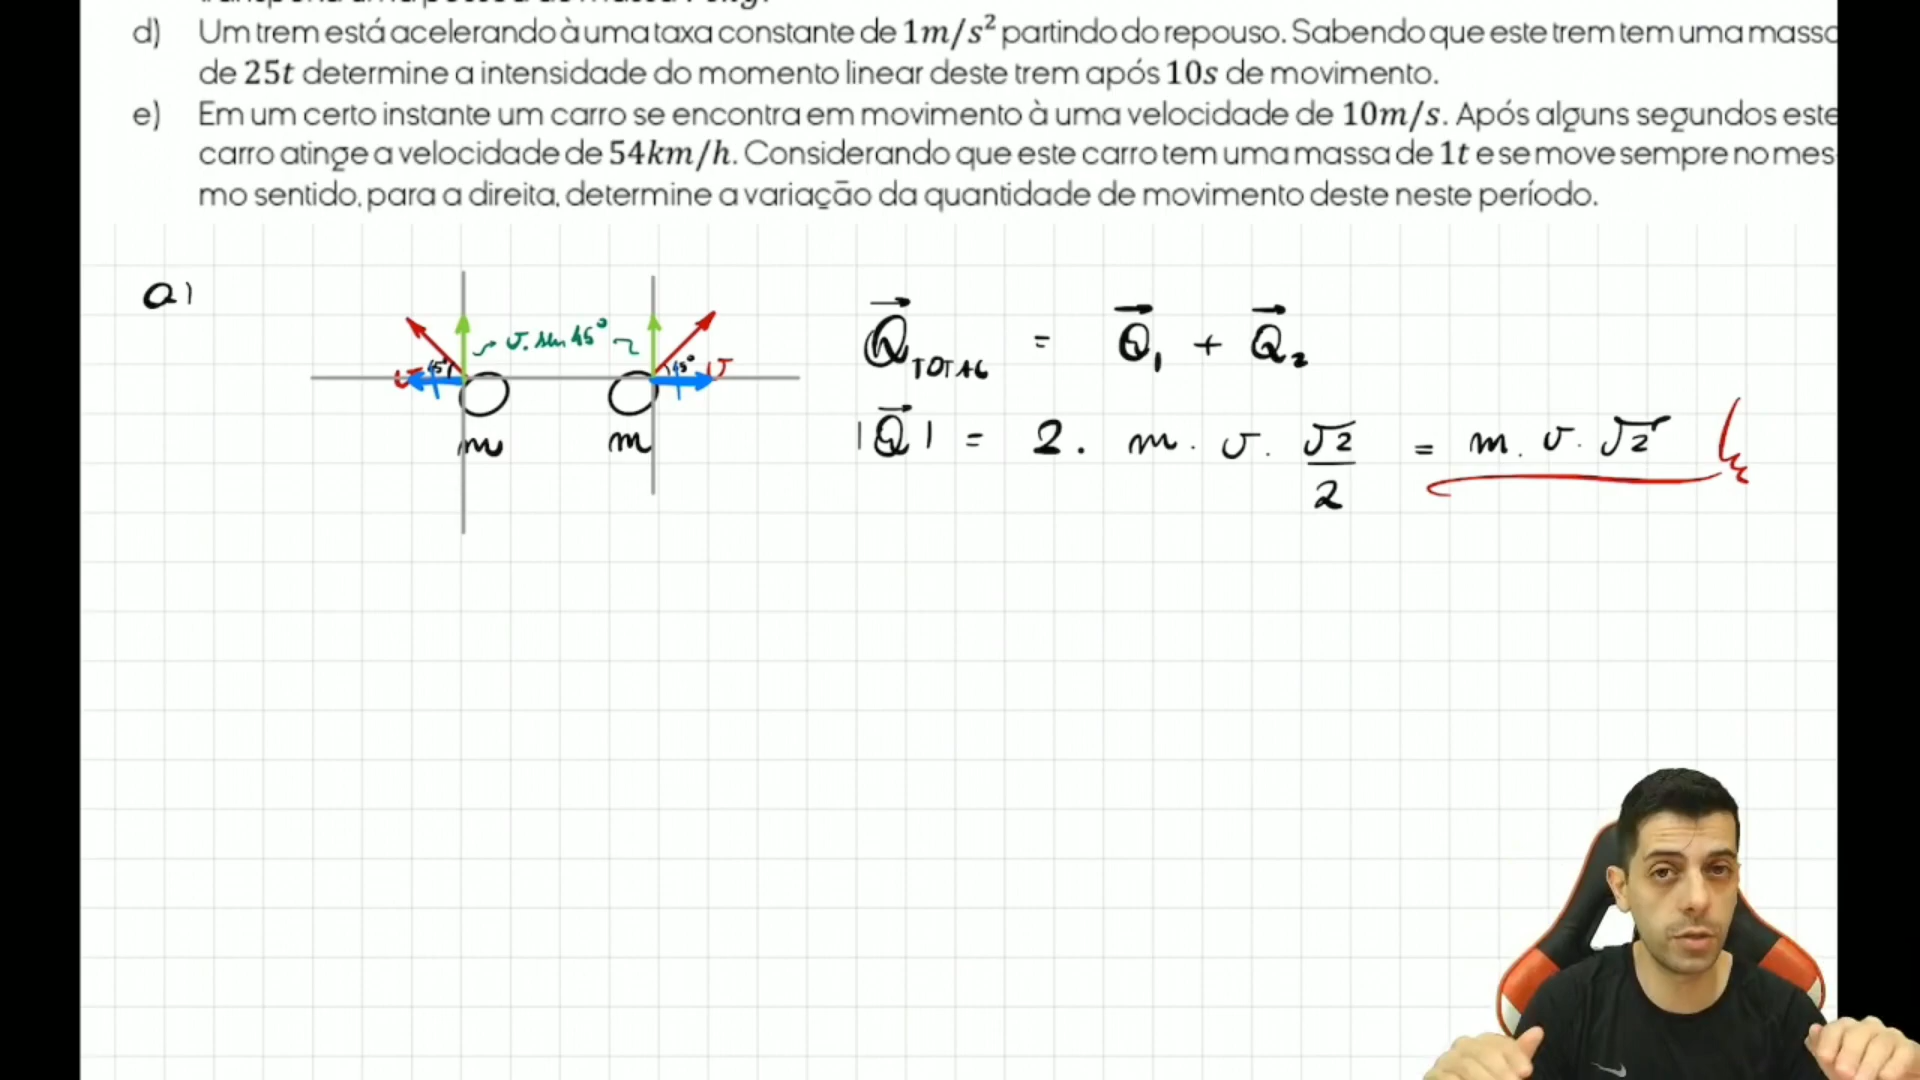 d) Um trem está acelerando à uma taxa constante de 1m/s² partindo do repouso. Sabendo que este trem tem uma massa
de 25t determine a intensidade do momento linear deste trem após 10s de movimento.
e) Em um certo instante um carro se encontra em movimento à uma velocidade de 10m/s. Após alguns segundos este
carro atinge a velocidade de 54km/h. Considerando que este carro tem uma massa de 1t e se move sempre no mes-
mo sentido, para a direita, determine a variação da quantidade de movimento deste neste período.
a)
v. sen 45°
v 45° 45° v
m m
Q⃗ TOTAL = Q⃗₁ + Q⃗₂
|Q⃗| = 2. m. v. √2/2 = m. v. √2